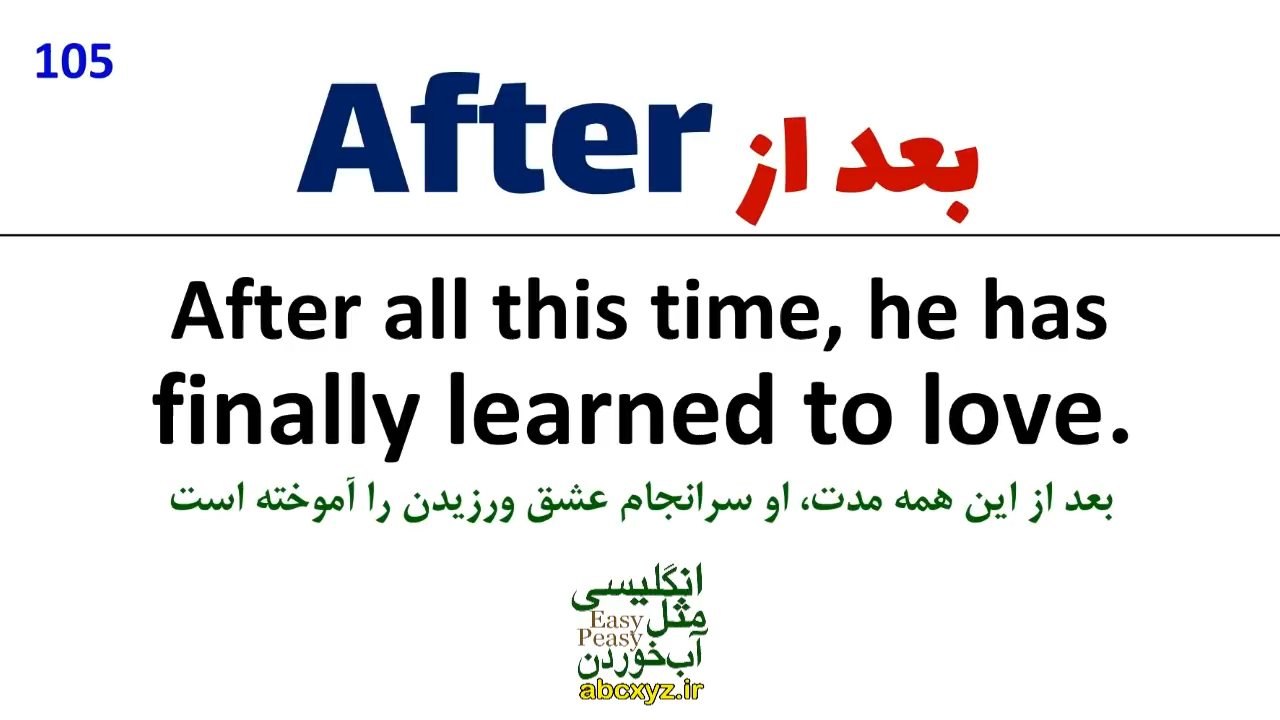 105
After بعد از
After all this time, he has
finally learned to love.
بعد از این همه مدت، او سرانجام عشق ورزیدن را آموخته است
انگلیسی
مثل
Easy
Peasy
آب‌خوردن
abcxyz.ir